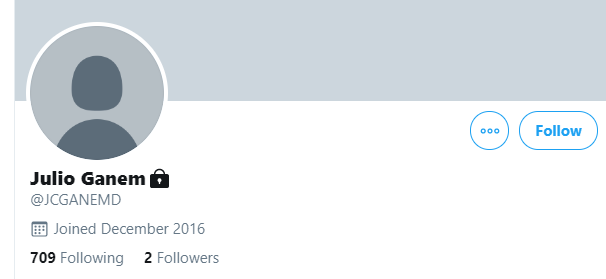 Follow
Julio Ganem
@JCGANEMD
Joined December 2016
709 Following 2 Followers